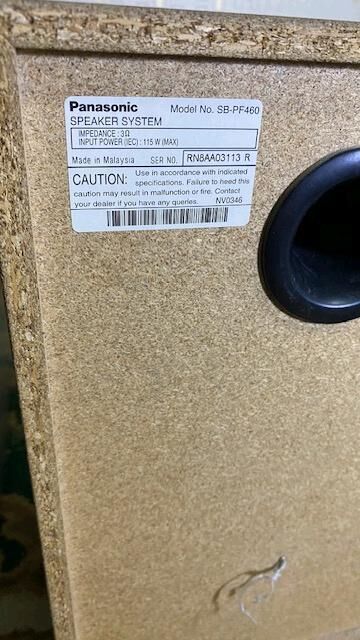 Panasonic Model No. SB-PF460
SPEAKER SYSTEM
IMPEDANCE : 3Ω
INPUT POWER (IEC) : 115 W (MAX)
Made in Malaysia SER NO. RN8AA03113 R
CAUTION: Use in accordance with indicated
specifications. Failure to heed this
caution may result in malfunction or fire. Contact
your dealer if you have any queries. NV0346